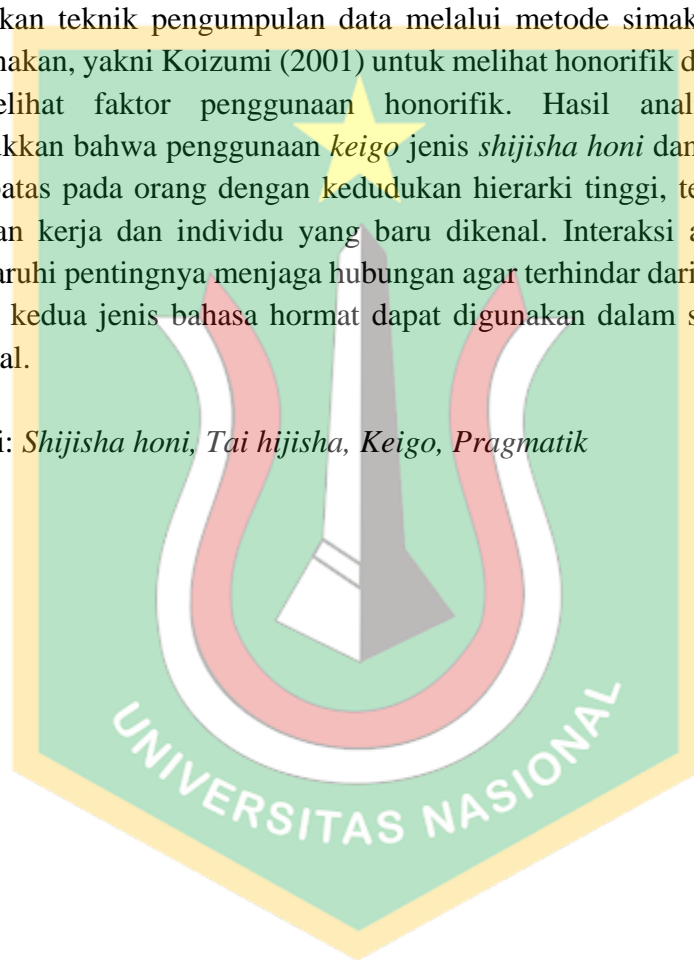 kan teknik pengumpulan data melalui metode simak
nakan, yakni Koizumi (2001) untuk melihat honorifik d
elihat faktor penggunaan honorifik. Hasil anal
ukkan bahwa penggunaan keigo jenis shijisha honi dan
batas pada orang dengan kedudukan hierarki tinggi, te
an kerja dan individu yang baru dikenal. Interaksi a
aruhi pentingnya menjaga hubungan agar terhindar dari
kedua jenis bahasa hormat dapat digunakan dalam s
al.
i: Shijisha honi, Tai hijisha, Keigo, Pragmatik
UNIVERSITAS NASIONAL